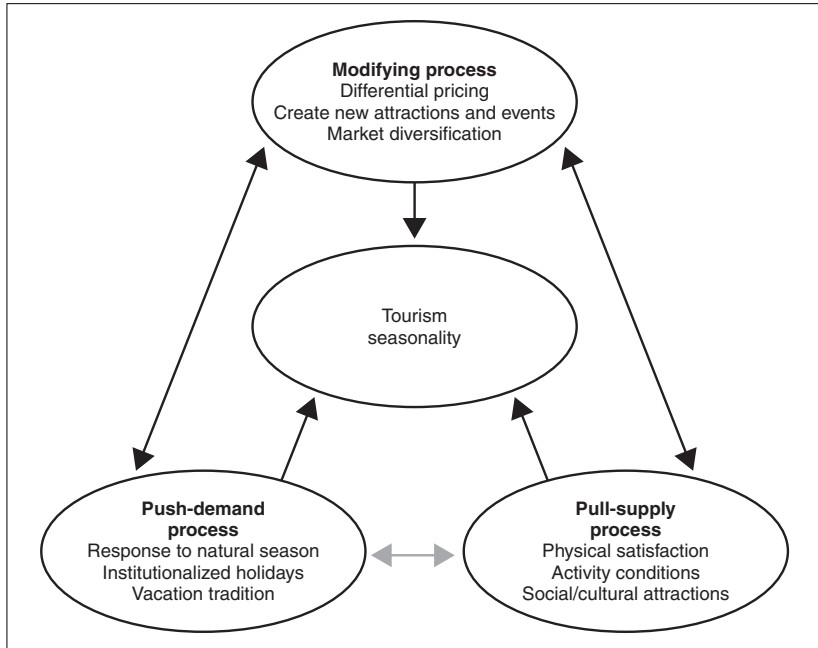 Modifying process
Differential pricing
Create new attractions and events
Market diversification
Tourism
seasonality
Push-demand
process
Response to natural season
Institutionalized holidays
Vacation tradition
Pull-supply
process
Physical satisfaction
Activity conditions
Social/cultural attractions